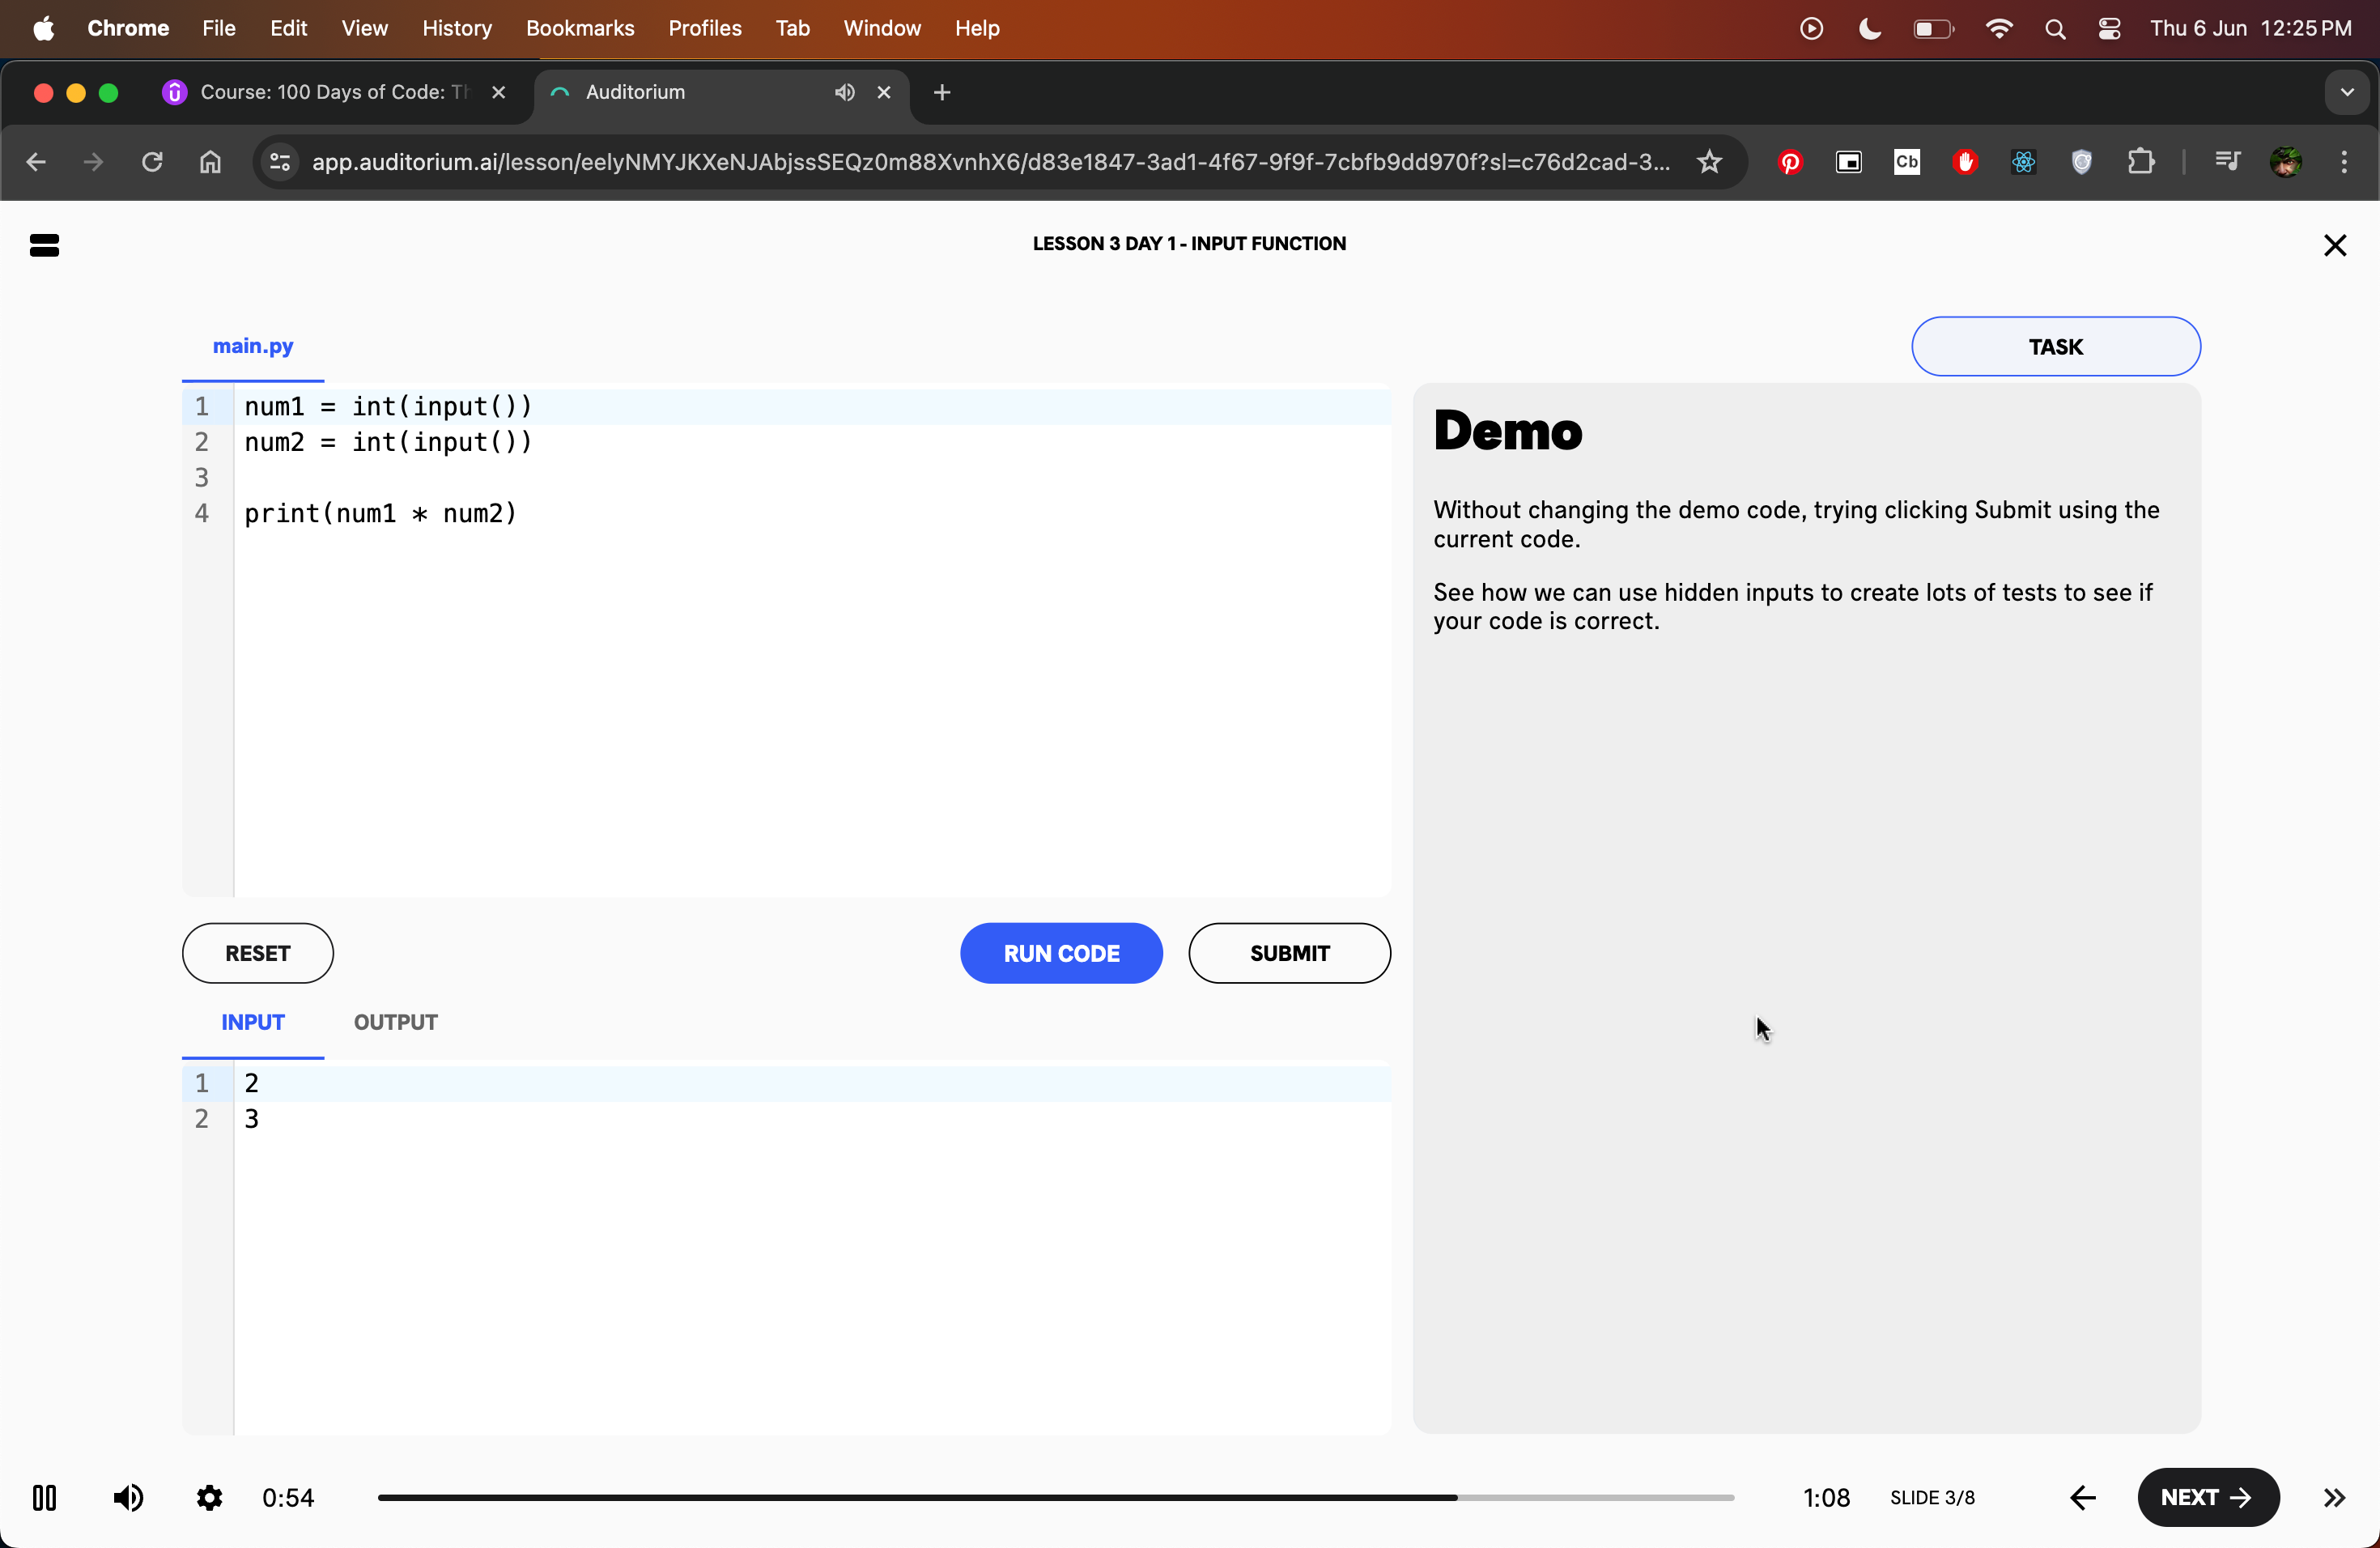 Chrome File Edit View History Bookmarks Profiles Tab Window Help Thu 6 Jun 12:25 PM
Course: 100 Days of Code: Th Auditorium
app.auditorium.ai/lesson/eelyNMYJKXeNJAbjssSEQz0m88XvnhX6/d83e1847-3ad1-4f67-9f9f-7cbfb9dd970f?sl=c76d2cad-3... Cb
LESSON 3 DAY 1 - INPUT FUNCTION
main.py
TASK
1 num1 = int(input())
2 num2 = int(input())
3
4 print(num1 * num2)
Demo
Without changing the demo code, trying clicking Submit using the
current code.
See how we can use hidden inputs to create lots of tests to see if
your code is correct.
RESET RUN CODE SUBMIT
INPUT OUTPUT
1 2
2 3
0:54 1:08 SLIDE 3/8 NEXT